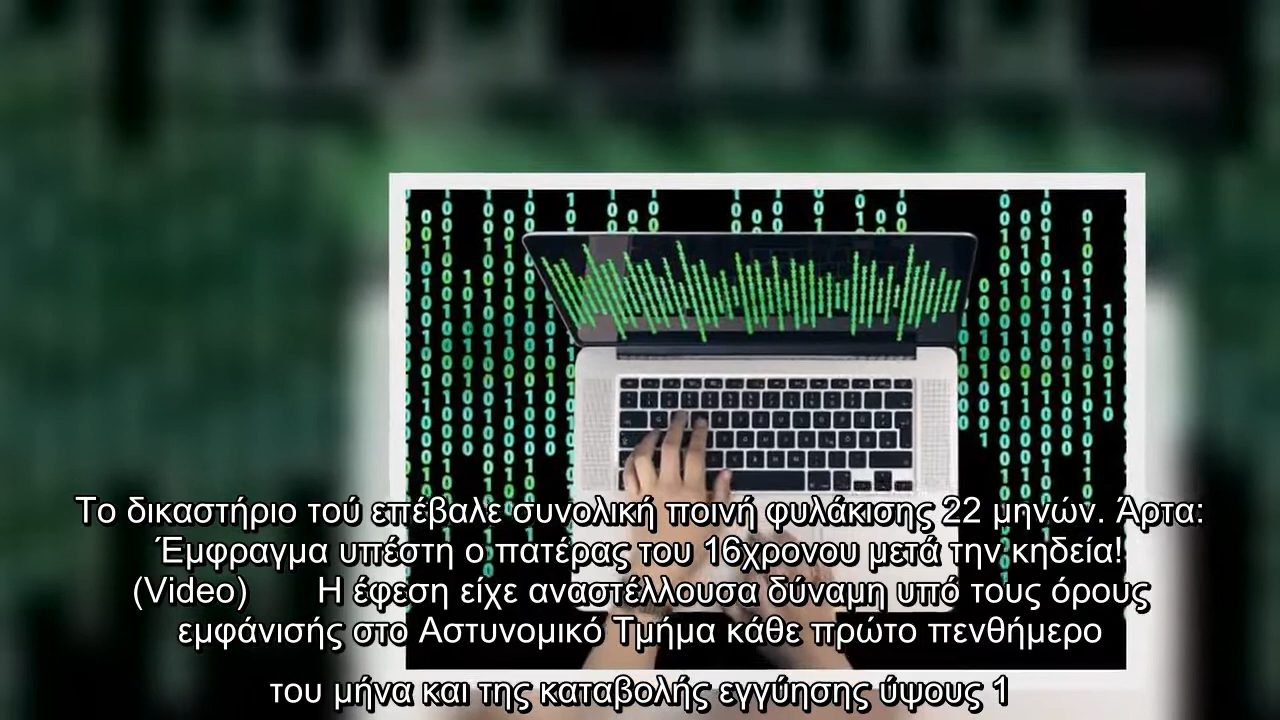 Το δικαστήριο τού επέβαλε συνολική ποινή φυλάκισης 22 μηνών. Άρτα:
Έμφραγμα υπέστη ο πατέρας του 16χρονου μετά την κηδεία!
(Video) Η έφεση είχε αναστέλλουσα δύναμη υπό τους όρους
εμφάνισής στο Αστυνομικό Τμήμα κάθε πρώτο πενθήμερο
του μήνα και της καταβολής εγγύησης ύψους 1